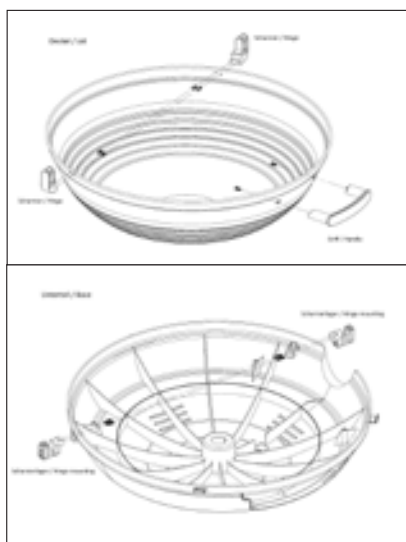 Deckel / Lid
Scharnier / Hinge
Scharnier / Hinge
Griff / Handle
Unterteil / Base
Scharnierlager / Hinge mounting
Scharnierlager / Hinge mounting